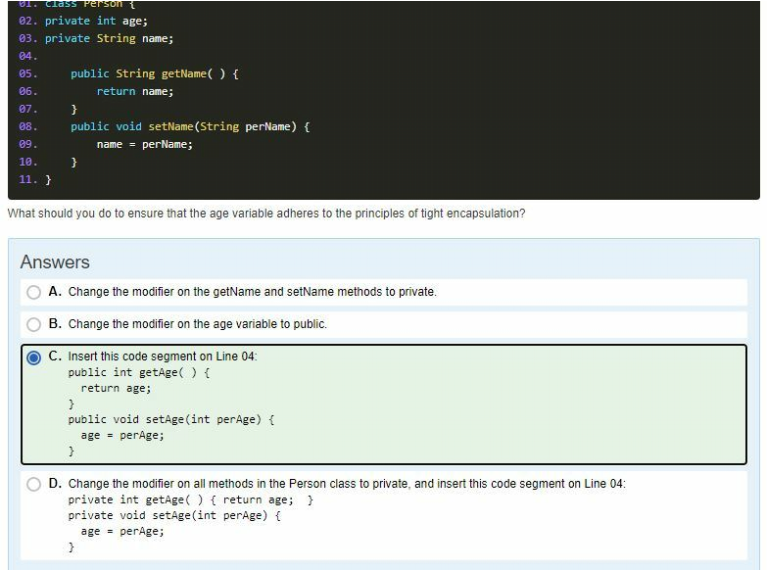 01. class Person {
02. private int age;
03. private String name;
04.
05. public String getName( ) {
06. return name;
07. }
08. public void setName(String perName) {
09. name = perName;
10. }
11. }
What should you do to ensure that the age variable adheres to the principles of tight encapsulation?
Answers
A. Change the modifier on the getName and setName methods to private.
B. Change the modifier on the age variable to public.
C. Insert this code segment on Line 04:
public int getAge( ) {
return age;
}
public void setAge(int perAge) {
age = perAge;
}
D. Change the modifier on all methods in the Person class to private, and insert this code segment on Line 04:
private int getAge( ) { return age; }
private void setAge(int perAge) {
age = perAge;
}